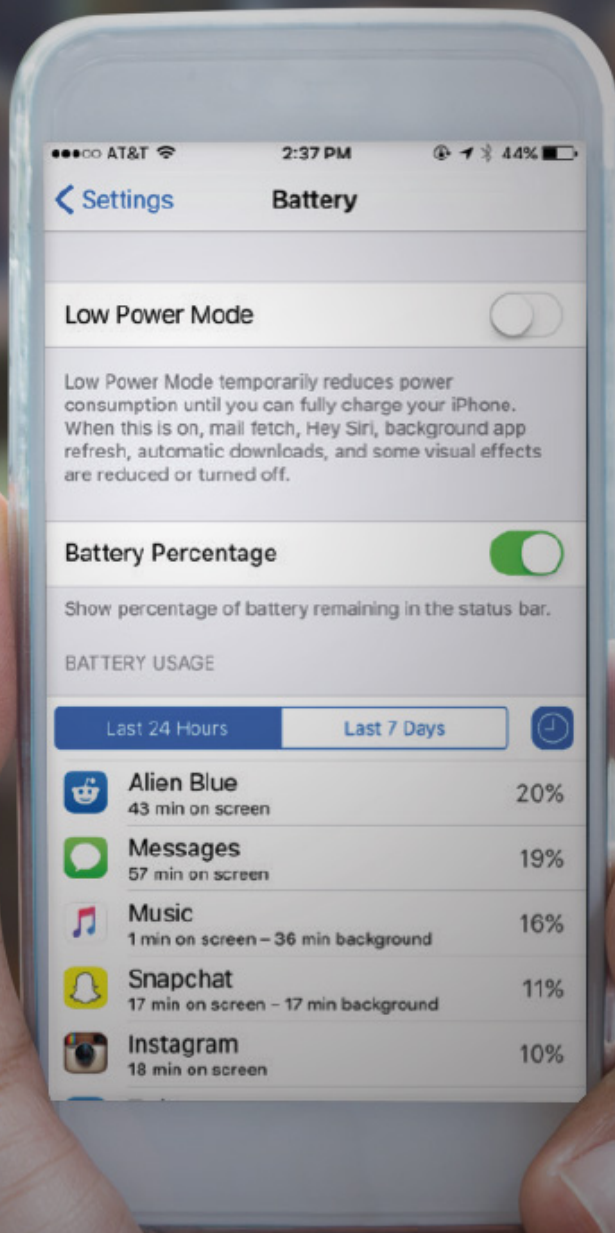 AT&T 2:37 PM 44%
Settings Battery
Low Power Mode
Low Power Mode temporarily reduces power
consumption until you can fully charge your iPhone.
When this is on, mail fetch, Hey Siri, background app
refresh, automatic downloads, and some visual effects
are reduced or turned off.
Battery Percentage
Show percentage of battery remaining in the status bar.
BATTERY USAGE
Last 24 Hours Last 7 Days
Alien Blue 20%
43 min on screen
Messages 19%
57 min on screen
Music 16%
1 min on screen – 36 min background
Snapchat 11%
17 min on screen – 17 min background
Instagram 10%
18 min on screen